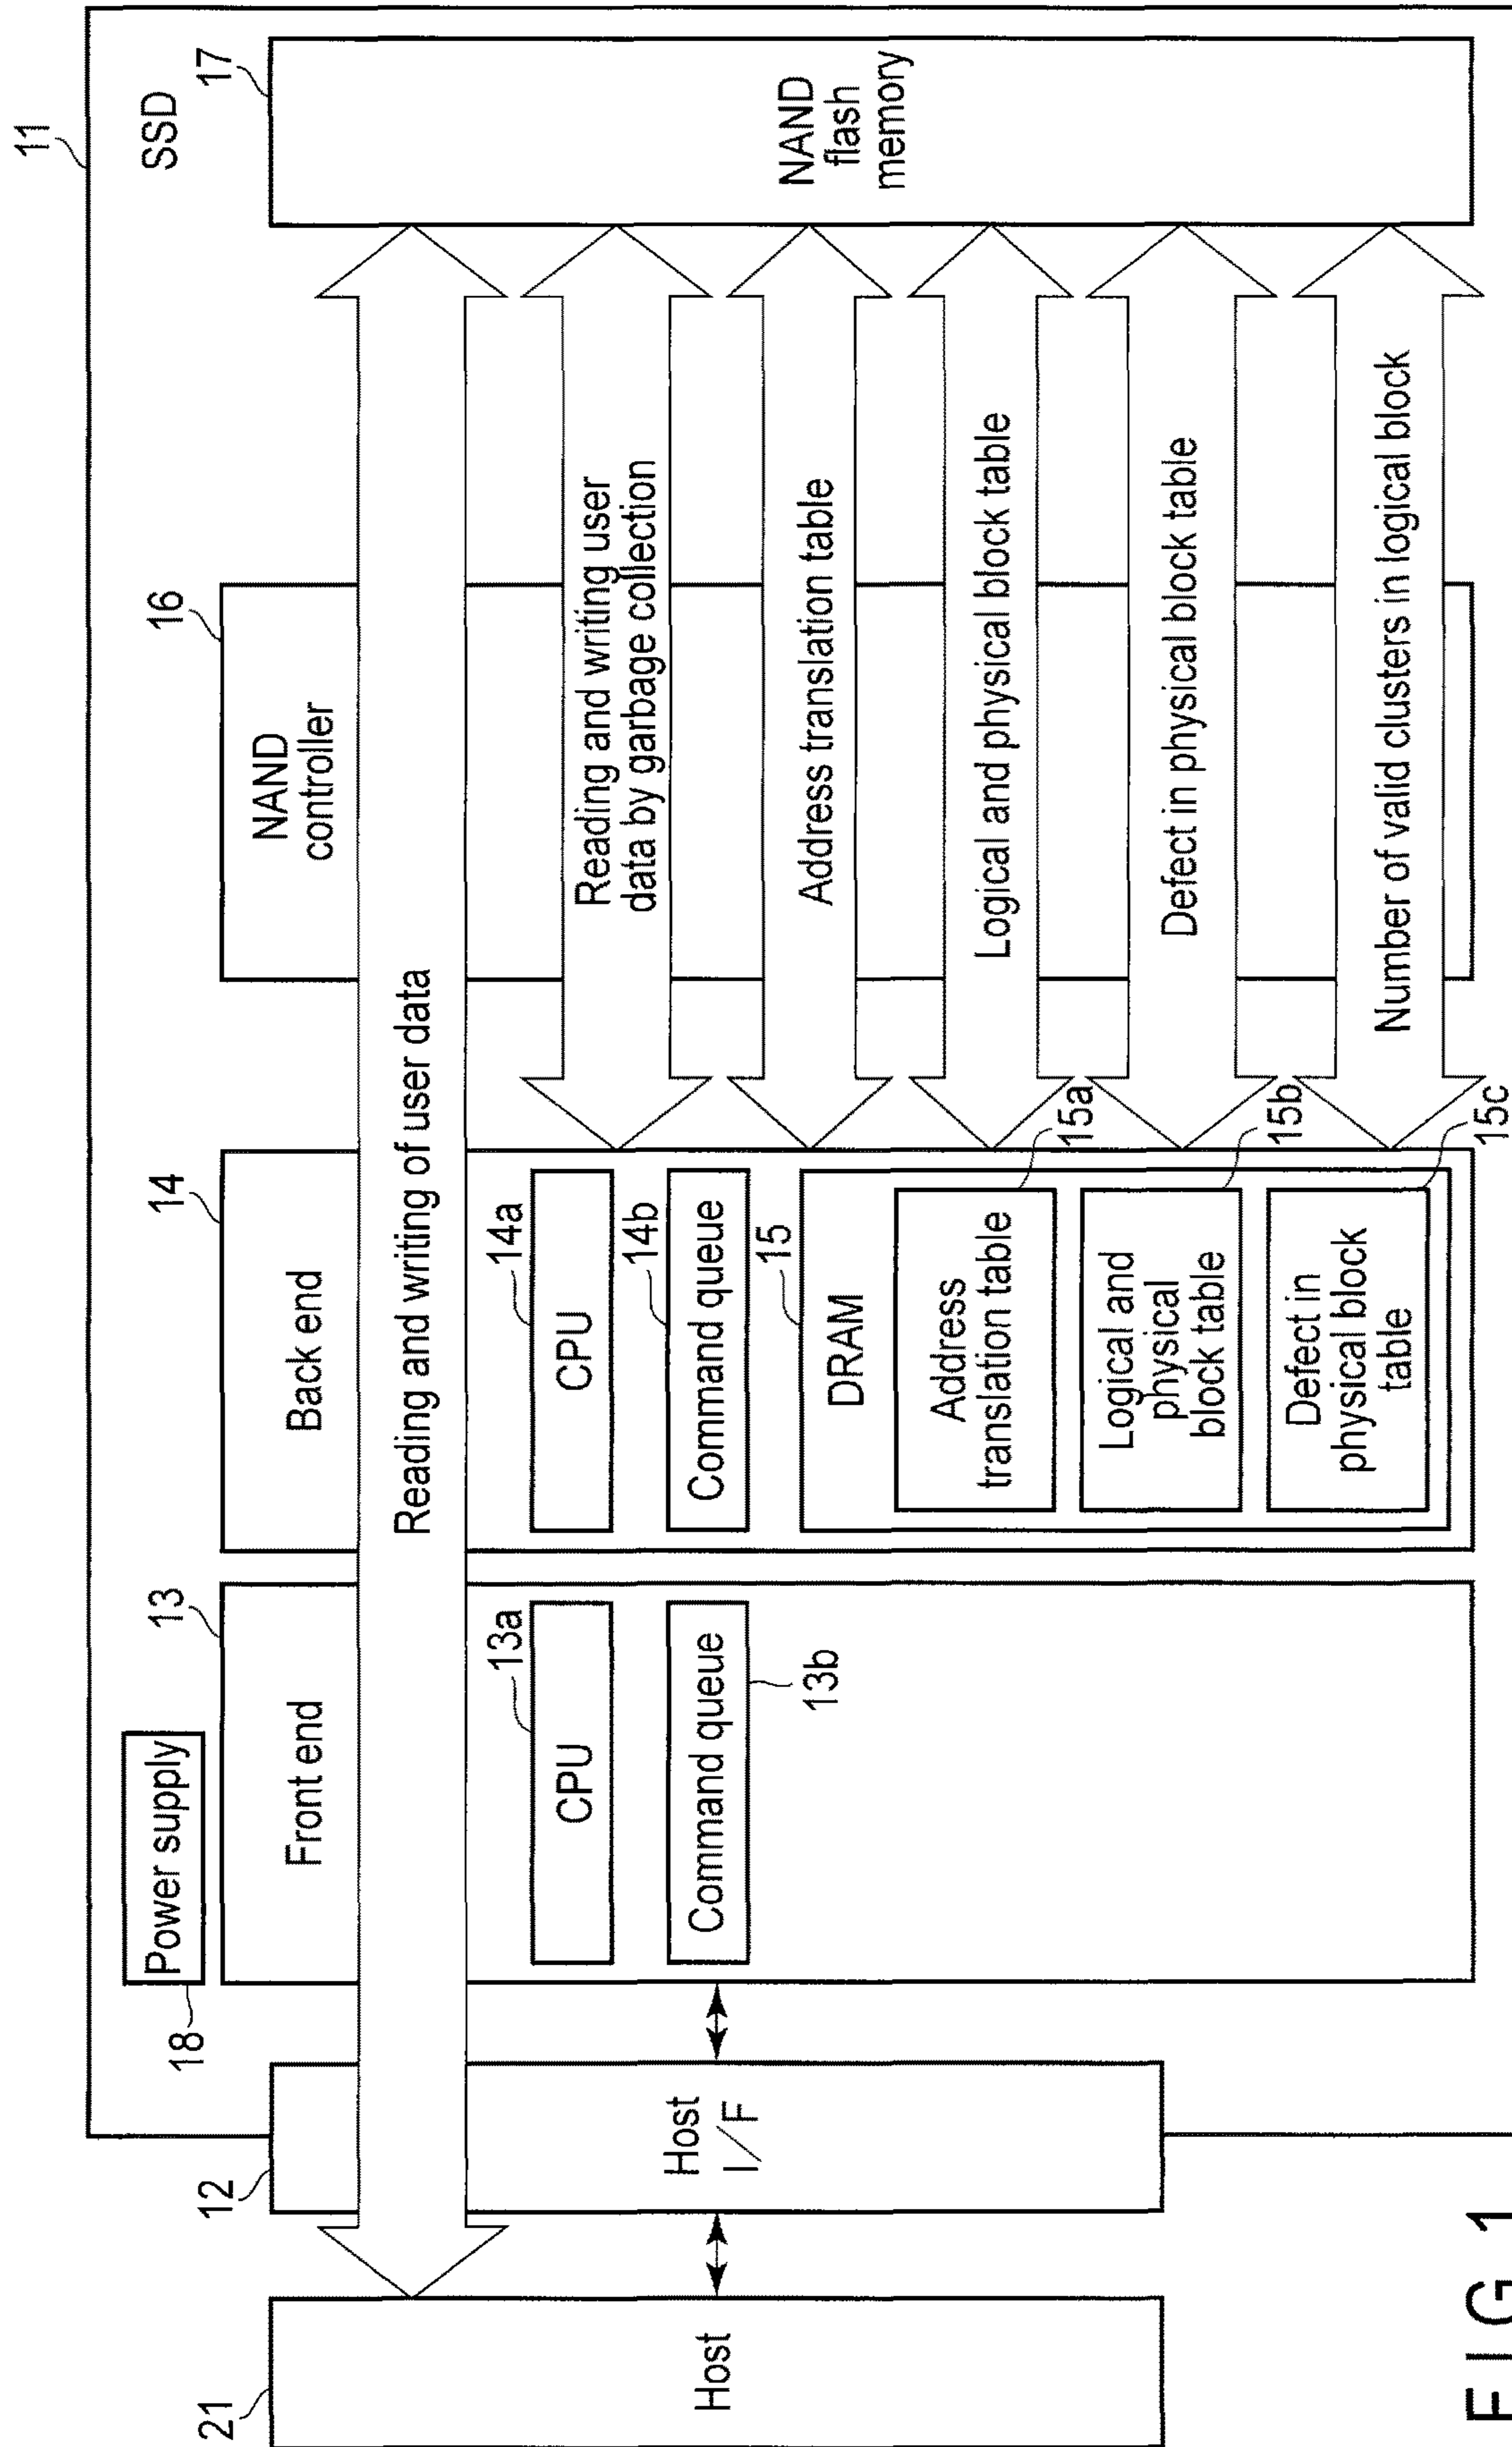 11
SSD
17
NAND
flash
memory
16
NAND
controller
14
Back end
13
Front end
Power supply
18
12
Host
I/F
21
Host
Reading and writing of user data
Reading and writing user
data by garbage collection
Address translation table
Logical and physical block table
Defect in physical block table
Number of valid clusters in logical block
13a
CPU
Command queue
13b
14a
CPU
14b
Command queue
15
DRAM
Address
translation table
15a
Logical and
physical
block table
15b
Defect in
physical block
table
15c
FIG. 1